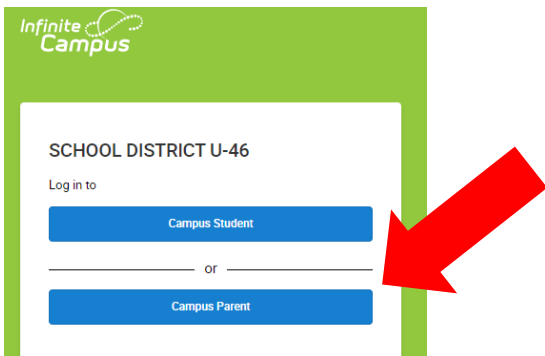 Infinite
Campus
SCHOOL DISTRICT U-46
Log in to
Campus Student
or
Campus Parent